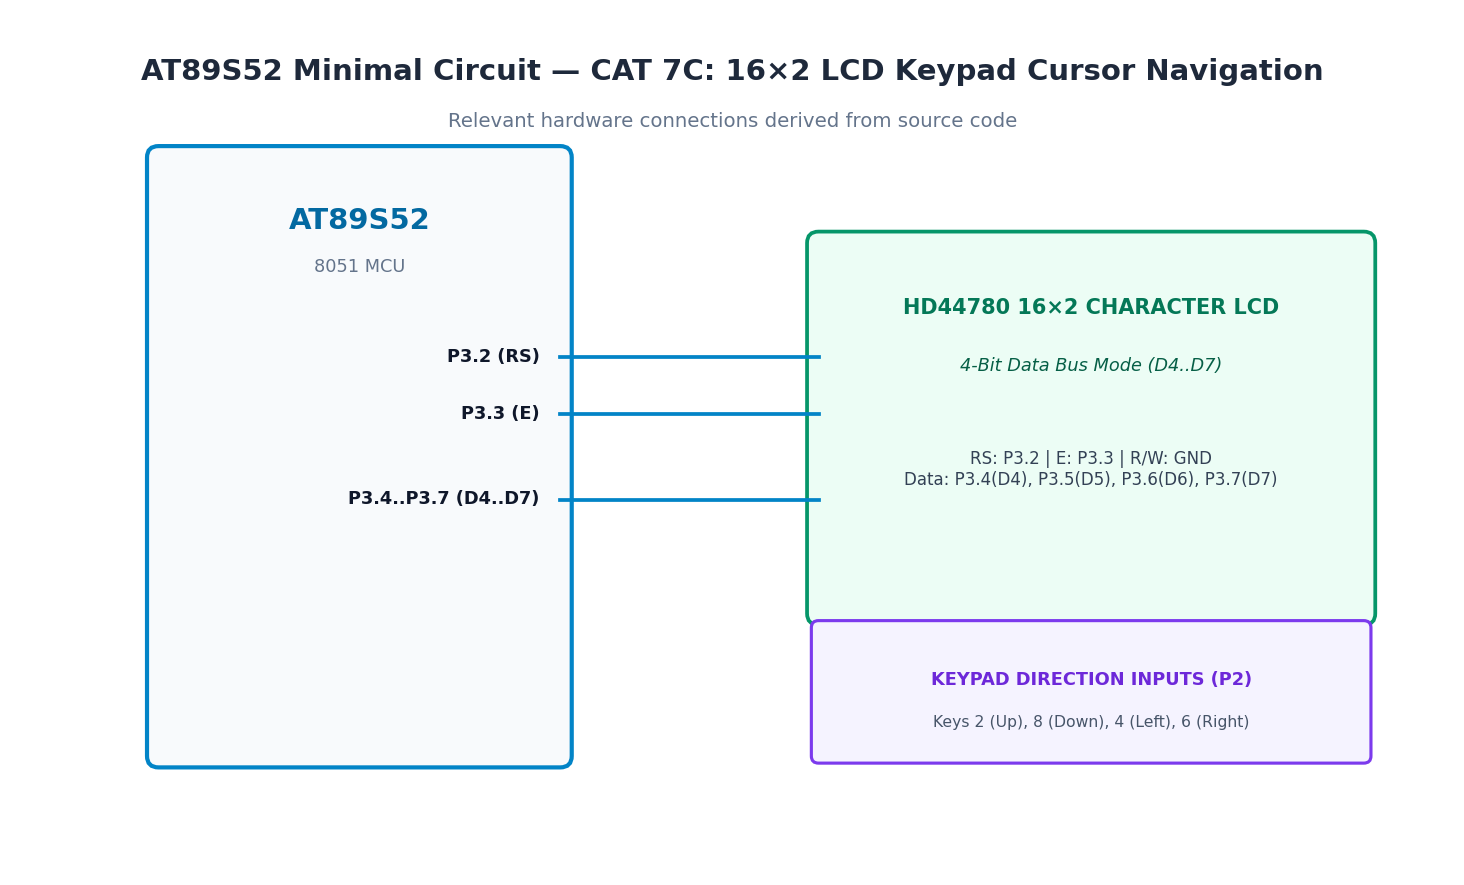 AT89S52 Minimal Circuit — CAT 7C: 16×2 LCD Keypad Cursor Navigation
Relevant hardware connections derived from source code
AT89S52
8051 MCU
P3.2 (RS)
P3.3 (E)
P3.4..P3.7 (D4..D7)
HD44780 16×2 CHARACTER LCD
4-Bit Data Bus Mode (D4..D7)
RS: P3.2 | E: P3.3 | R/W: GND
Data: P3.4(D4), P3.5(D5), P3.6(D6), P3.7(D7)
KEYPAD DIRECTION INPUTS (P2)
Keys 2 (Up), 8 (Down), 4 (Left), 6 (Right)